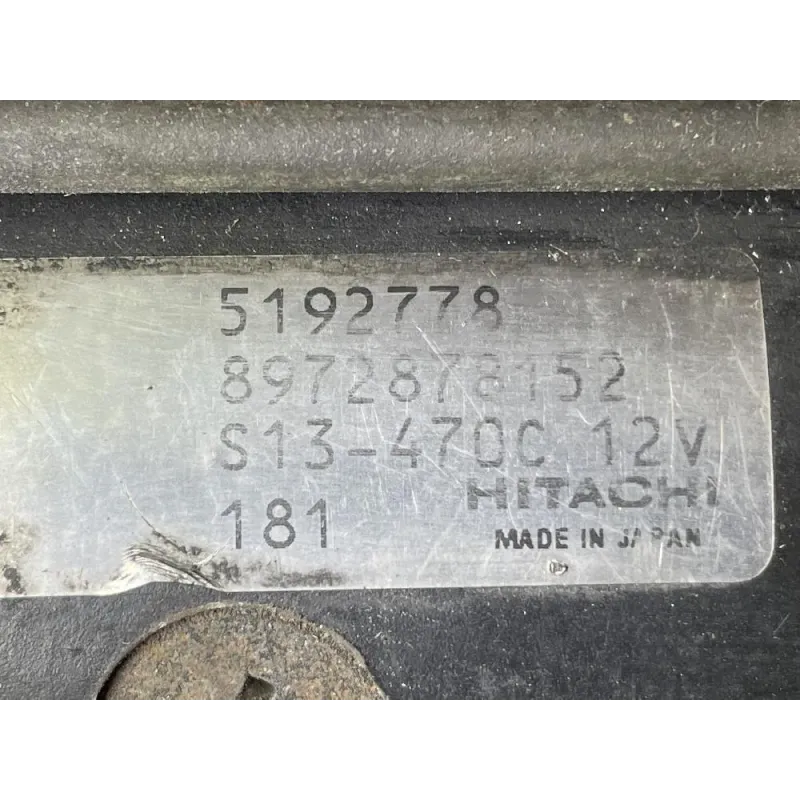 5192778
8972878152
S13-470C 12V
181
HITACHI
MADE IN JAPAN